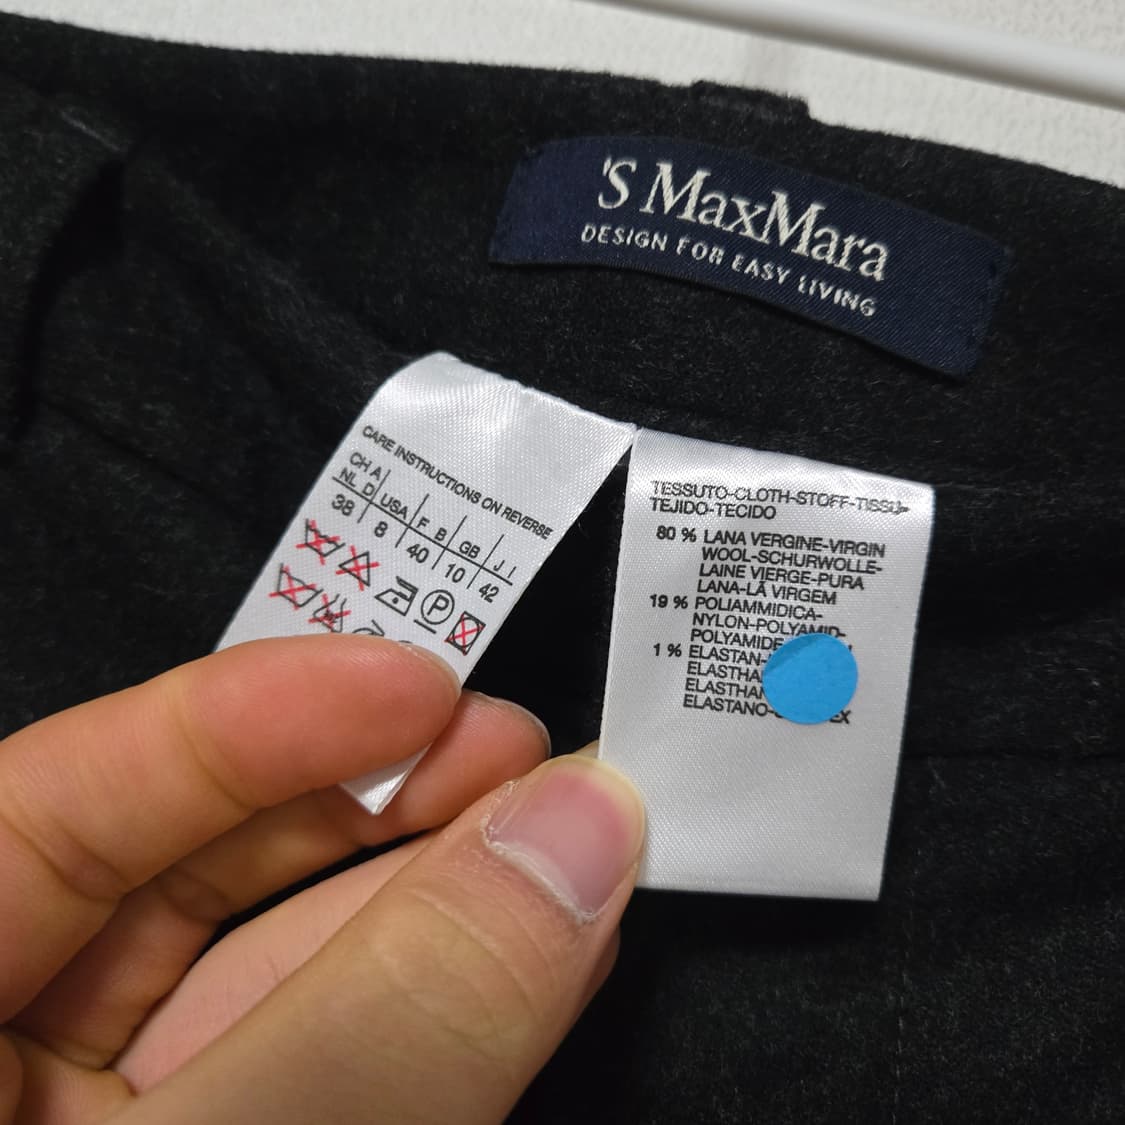 'S MaxMara
DESIGN FOR EASY LIVING
CARE INSTRUCTIONS ON REVERSE
CH A
NL D USA F B GB J I
38 8 40 10 42
P
TESSUTO-CLOTH-STOFF-TISSU-
TEJIDO-TECIDO
80 % LANA VERGINE-VIRGIN
WOOL-SCHURWOLLE-
LAINE VIERGE-PURA
LANA-LÃ VIRGEM
19 % POLIAMMIDICA-
NYLON-POLYAMID-
POLYAMIDE
1 % ELASTAN-
ELASTHA
ELASTHAN
ELASTANO-
EX